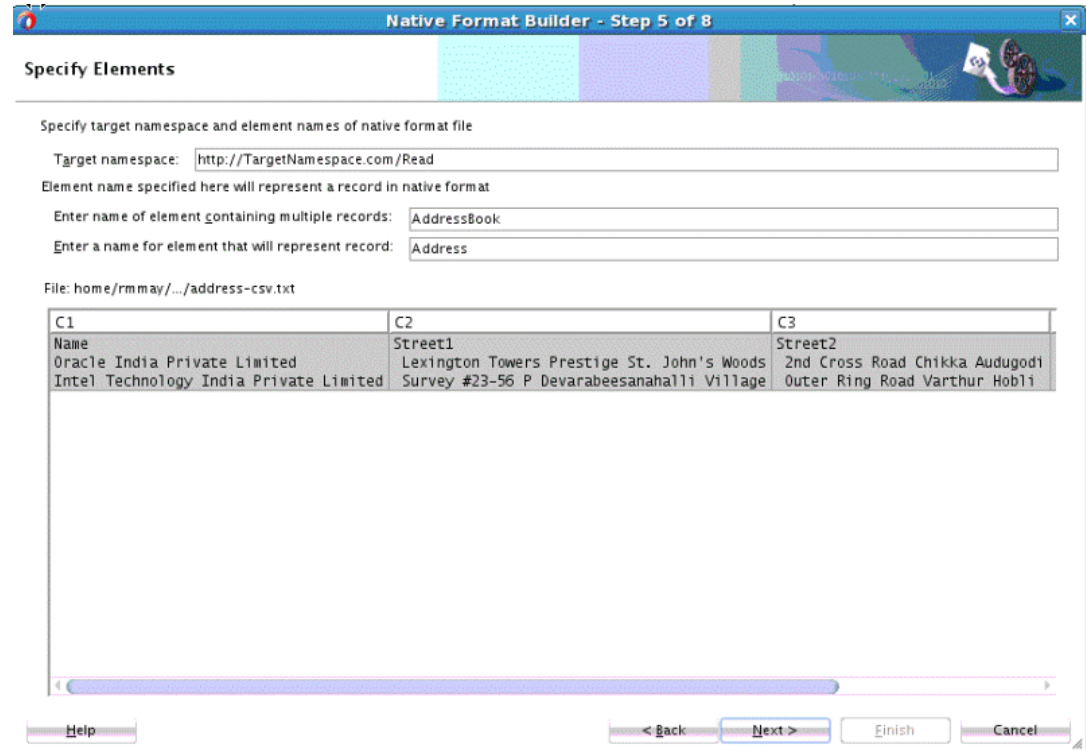 Native Format Builder - Step 5 of 8
Specify Elements
Specify target namespace and element names of native format file
Target namespace: http://TargetNamespace.com/Read
Element name specified here will represent a record in native format
Enter name of element containing multiple records: AddressBook
Enter a name for element that will represent record: Address
File: home/rmmay/.../address-csv.txt
C1 C2 C3
Name Street1 Street2
Oracle India Private Limited Lexington Towers Prestige St. John's Woods 2nd Cross Road Chikka Audugodi
Intel Technology India Private Limited Survey #23-56 P Devarabeesanahalli Village Outer Ring Road Varthur Hobli
Help < Back Next > Finish Cancel